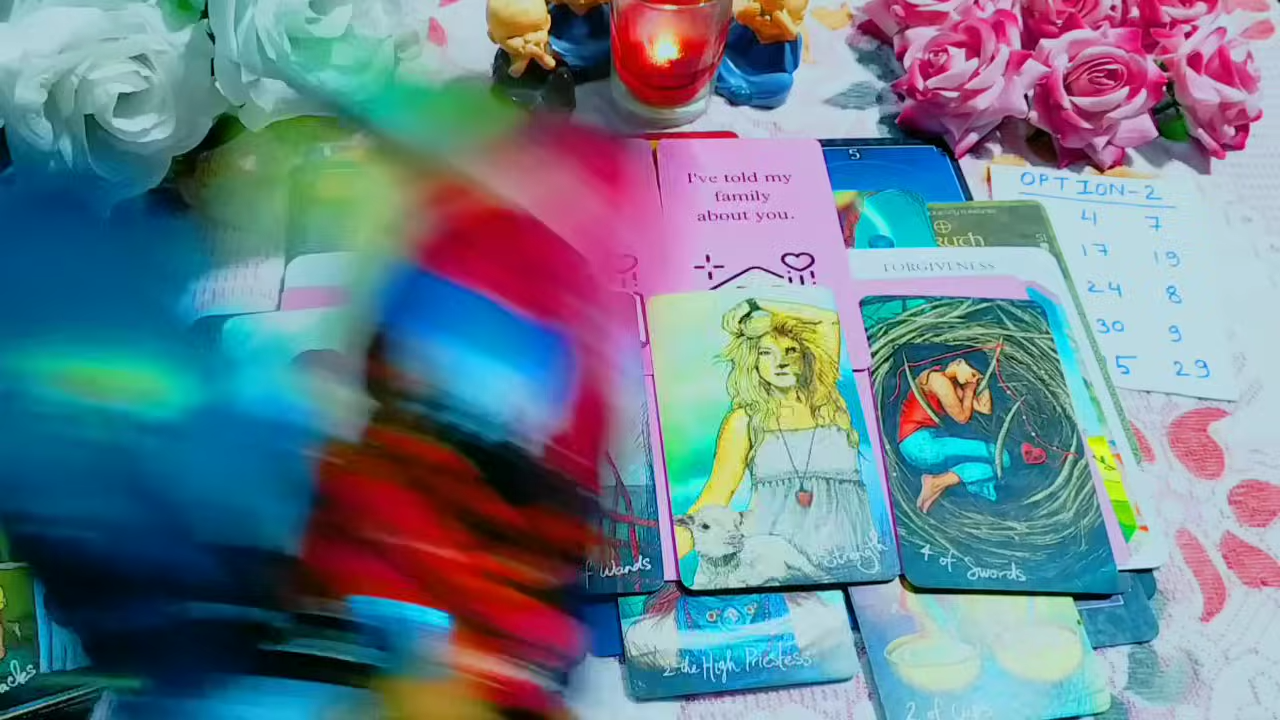 I've told my
family
about you.
5
FORGIVENESS
OPTION-2
4 7
17 19
24 8
30 9
5 29
Wands
Strength
4 of Swords
2 the High Priestess
2 of Cups
acles